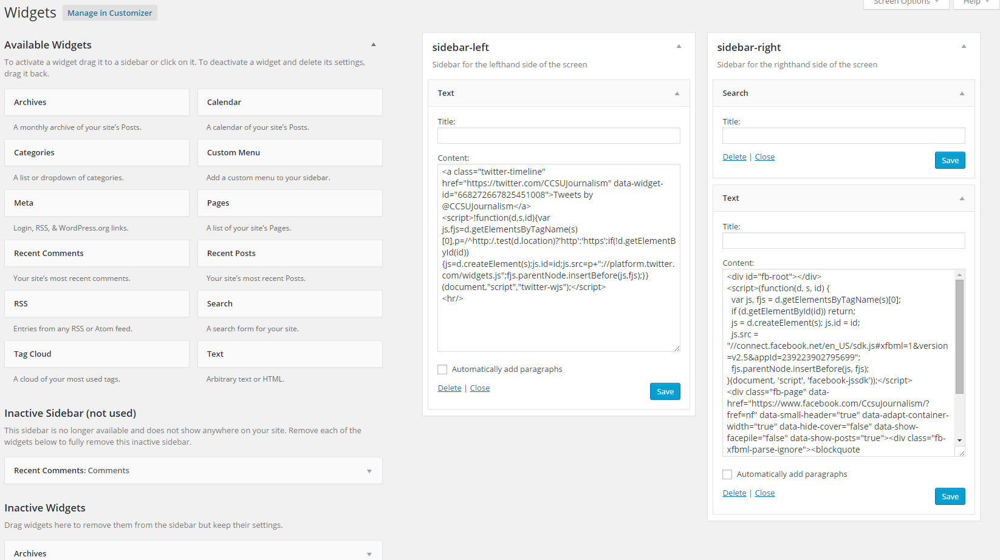 Widgets Manage in Customizer
Screen Options
Help
Available Widgets
To activate a widget drag it to a sidebar or click on it. To deactivate a widget and delete its settings,
drag it back.
Archives
A monthly archive of your site’s Posts.
Calendar
A calendar of your site’s Posts.
Categories
A list or dropdown of categories.
Custom Menu
Add a custom menu to your sidebar.
Meta
Login, RSS, & WordPress.org links.
Pages
A list of your site’s Pages.
Recent Comments
Your site’s most recent comments.
Recent Posts
Your site’s most recent Posts.
RSS
Entries from any RSS or Atom feed.
Search
A search form for your site.
Tag Cloud
A cloud of your most used tags.
Text
Arbitrary text or HTML.
Inactive Sidebar (not used)
This sidebar is no longer available and does not show anywhere on your site. Remove each of the
widgets below to fully remove this inactive sidebar.
Recent Comments: Comments
Inactive Widgets
Drag widgets here to remove them from the sidebar but keep their settings.
Archives
sidebar-left
Sidebar for the lefthand side of the screen
Text
Title:
Content:
<a class="twitter-timeline"
href="https://twitter.com/CCSUJournalism" data-widget-
id="668272667825451008">Tweets by
@CCSUJournalism</a>
<script>!function(d,s,id){var
js,fjs=d.getElementsByTagName(s)
[0],p=/^http:/.test(d.location)?'http':'https';if(!d.getElementB
yId(id))
{js=d.createElement(s);js.id=id;js.src=p+"://platform.twitter.
com/widgets.js";fjs.parentNode.insertBefore(js,fjs);}}
(document,"script","twitter-wjs");</script>
<hr/>
Automatically add paragraphs
Delete | Close
Save
sidebar-right
Sidebar for the righthand side of the screen
Search
Title:
Delete | Close
Save
Text
Title:
Content:
<div id="fb-root"></div>
<script>(function(d, s, id) {
var js, fjs = d.getElementsByTagName(s)[0];
if (d.getElementById(id)) return;
js = d.createElement(s); js.id = id;
js.src =
"//connect.facebook.net/en_US/sdk.js#xfbml=1&version
=v2.5&appId=239223902795699";
fjs.parentNode.insertBefore(js, fjs);
}(document, 'script', 'facebook-jssdk'));</script>
<div class="fb-page" data-
href="https://www.facebook.com/CcsuJournalism/?
fref=nf" data-small-header="true" data-adapt-container-
width="true" data-hide-cover="false" data-show-
facepile="false" data-show-posts="true"><div class="fb-
xfbml-parse-ignore"><blockquote
Automatically add paragraphs
Delete | Close
Save